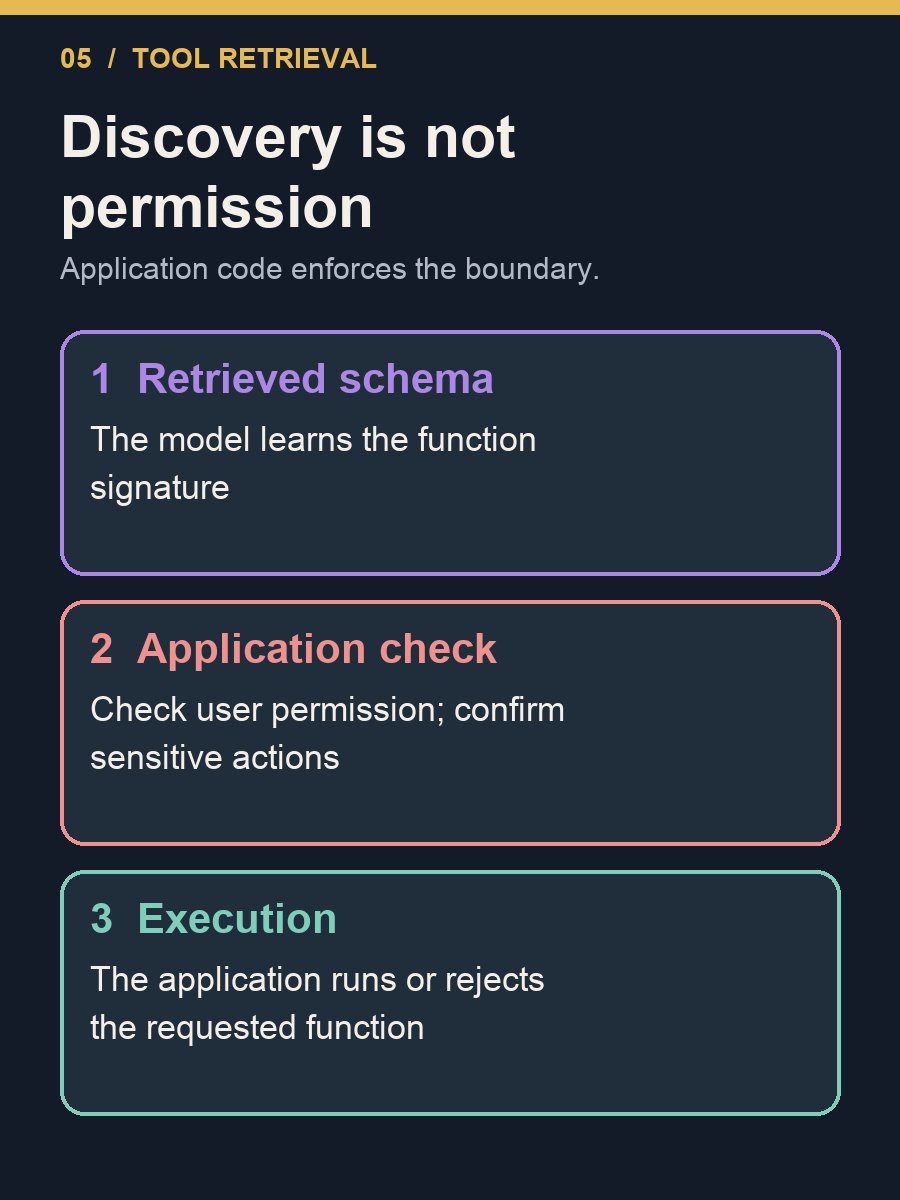 05 / TOOL RETRIEVAL
Discovery is not
permission
Application code enforces the boundary.
1 Retrieved schema
The model learns the function
signature
2 Application check
Check user permission; confirm
sensitive actions
3 Execution
The application runs or rejects
the requested function